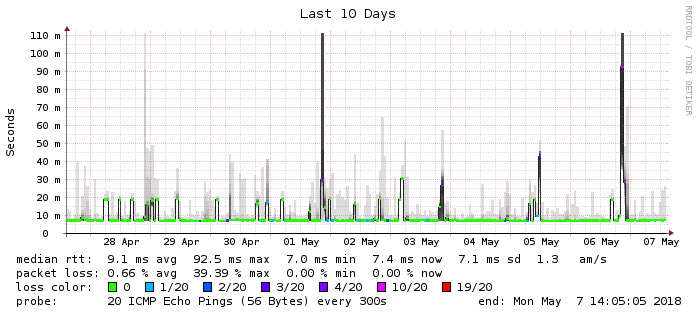 Last 10 Days
RRDTOOL / TOBI OETIKER
Seconds
110 m
100 m
90 m
80 m
70 m
60 m
50 m
40 m
30 m
20 m
10 m
0
28 Apr 29 Apr 30 Apr 01 May 02 May 03 May 04 May 05 May 06 May 07 May
median rtt: 9.1 ms avg 92.5 ms max 7.0 ms min 7.4 ms now 7.1 ms sd 1.3 am/s
packet loss: 0.66 % avg 39.39 % max 0.00 % min 0.00 % now
loss color: 0 1/20 2/20 3/20 4/20 10/20 19/20
probe: 20 ICMP Echo Pings (56 Bytes) every 300s end: Mon May 7 14:05:05 2018